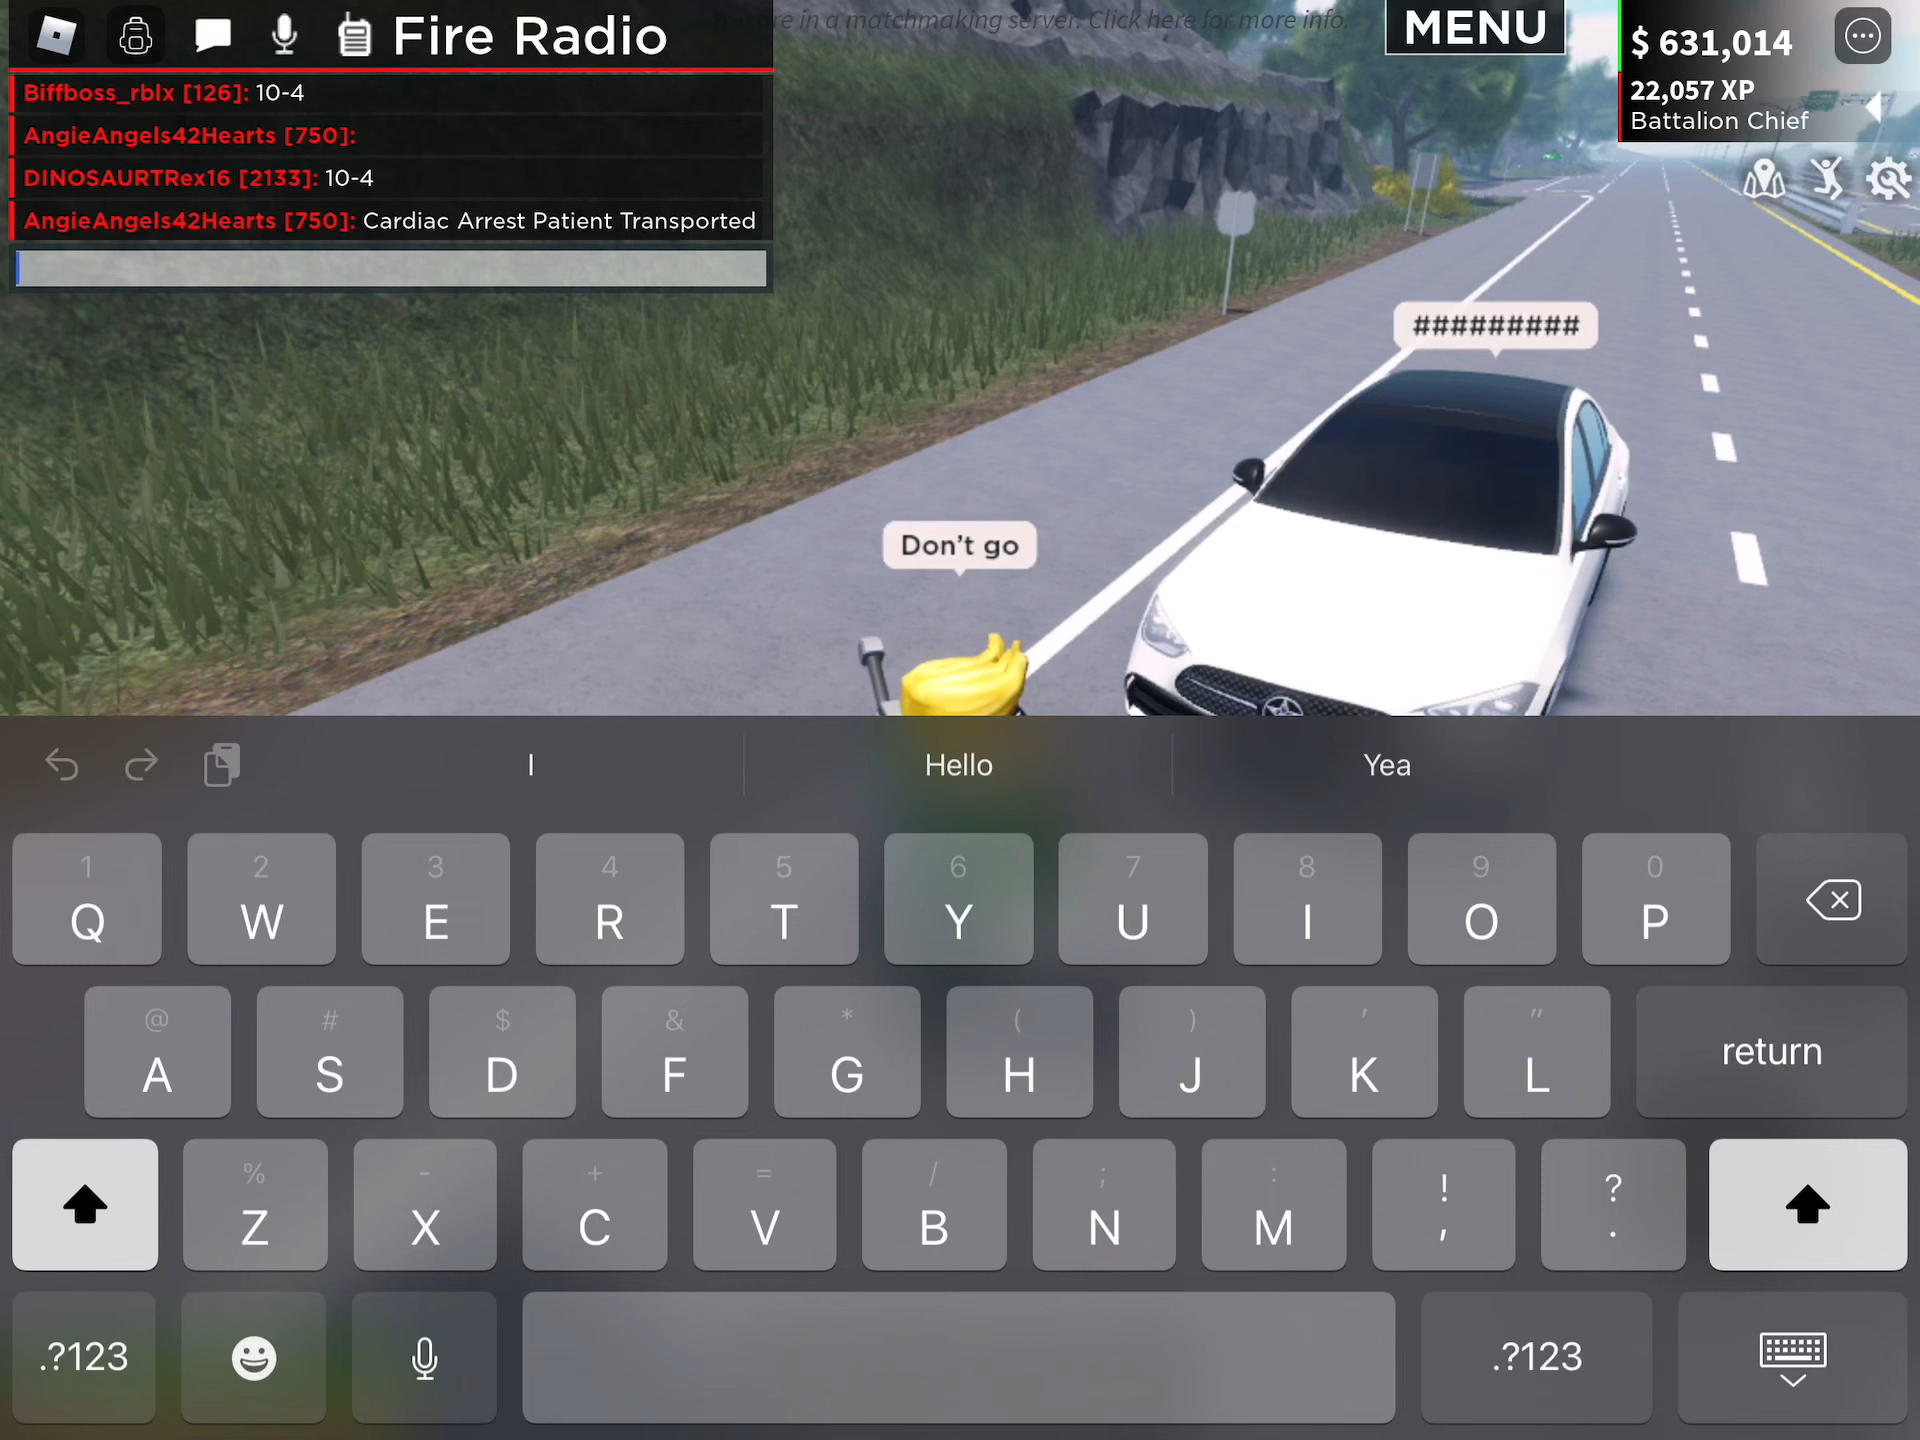 Fire Radio
are in a matchmaking server. Click here for more info.
MENU
$ 631,014
22,057 XP
Battalion Chief
Biffboss_rblx [126]: 10-4
AngieAngels42Hearts [750]:
DINOSAURTRex16 [2133]: 10-4
AngieAngels42Hearts [750]: Cardiac Arrest Patient Transported
#########
Don't go
I Hello Yea
1 2 3 4 5 6 7 8 9 0
Q W E R T Y U I O P
@ # $ & * ( ) ' "
A S D F G H J K L return
% - + = / ; : ! ?
Z X C V B N M , .
.?123 .?123